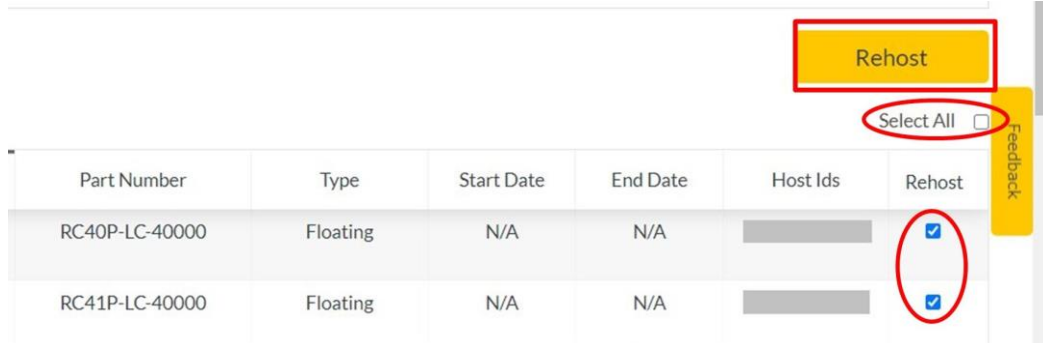 Rehost
Select All
Feedback
Part Number Type Start Date End Date Host Ids Rehost
RC40P-LC-40000 Floating N/A N/A
RC41P-LC-40000 Floating N/A N/A